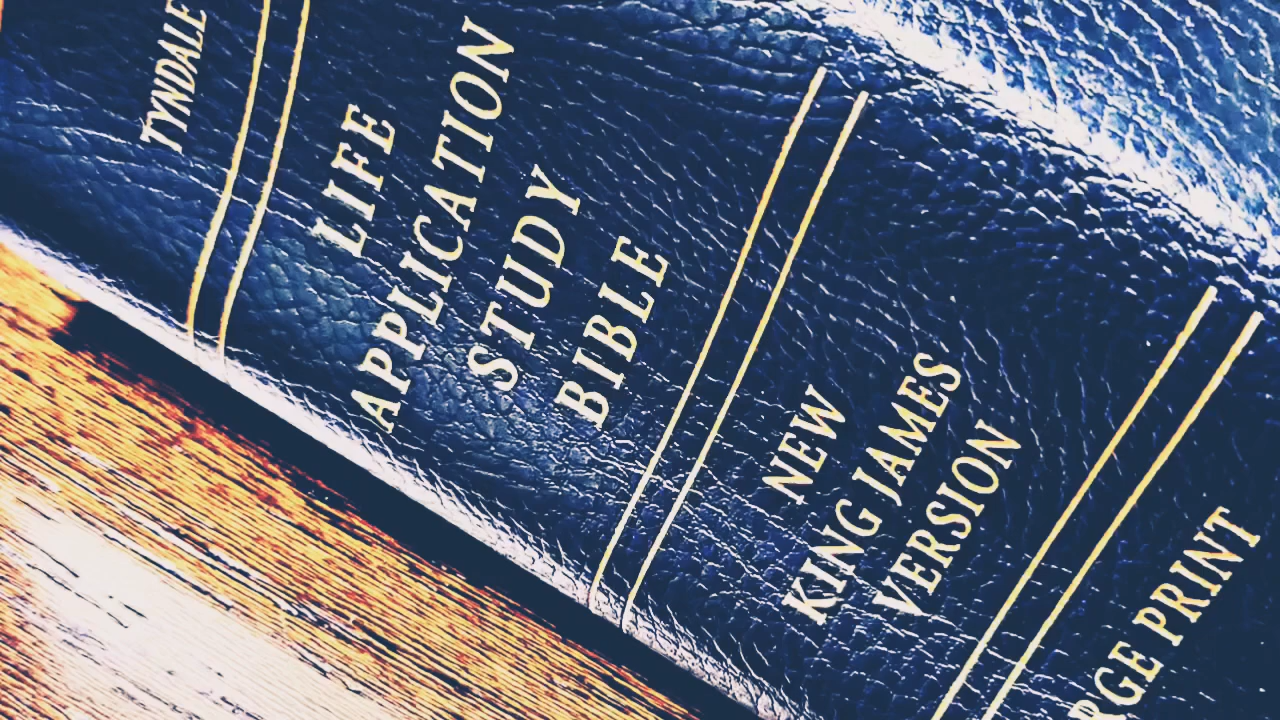 TYNDALE
LIFE
APPLICATION
STUDY
BIBLE
NEW
KING JAMES
VERSION
RGE PRINT